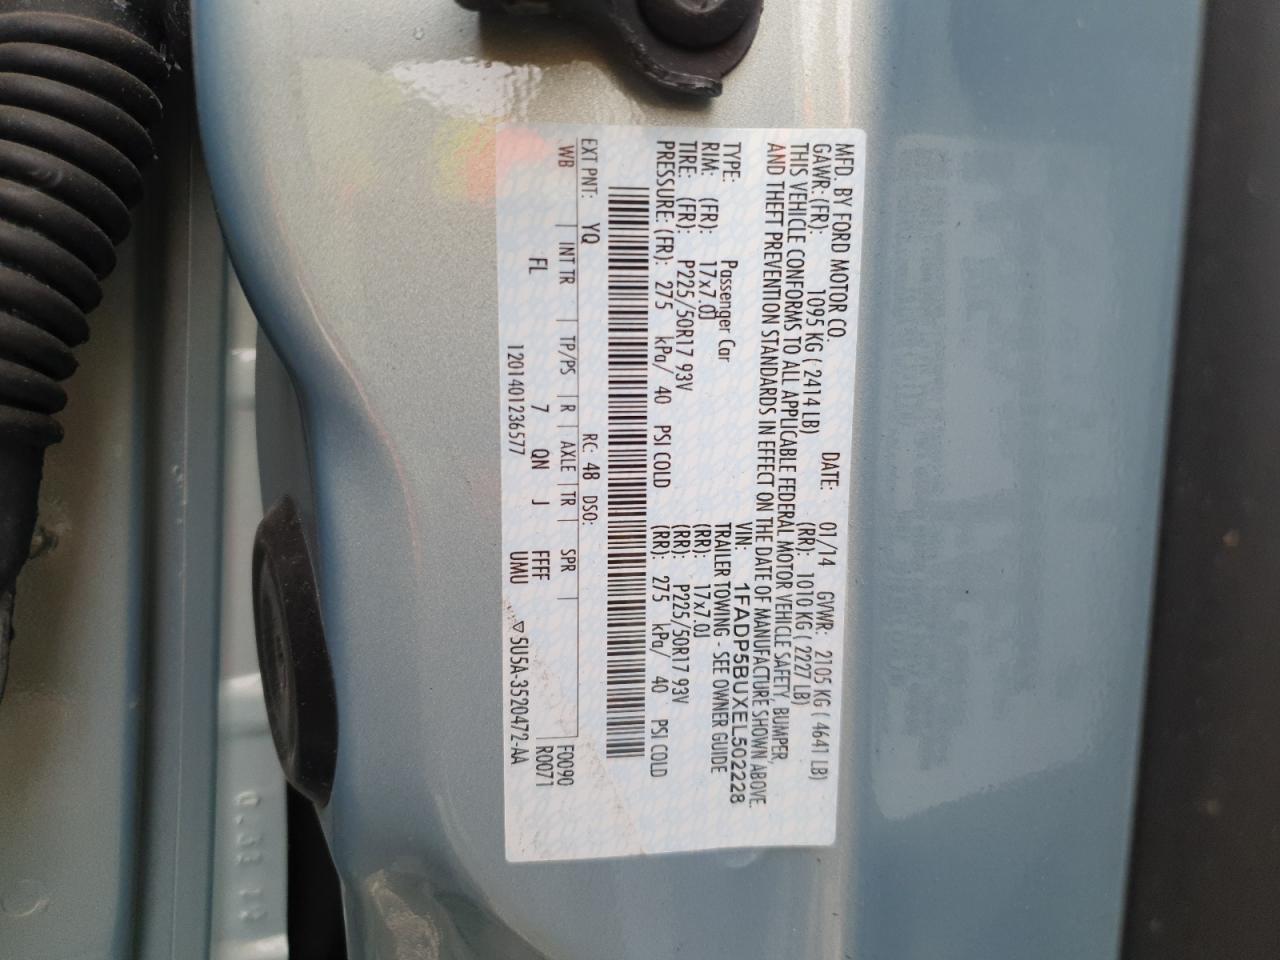 MFD. BY FORD MOTOR CO. DATE: 01/14 GVWR: 2105 KG ( 4641 LB)
GAWR: (FR): 1095 KG ( 2414 LB) (RR): 1010 KG ( 2227 LB)
THIS VEHICLE CONFORMS TO ALL APPLICABLE FEDERAL MOTOR VEHICLE SAFETY, BUMPER,
AND THEFT PREVENTION STANDARDS IN EFFECT ON THE DATE OF MANUFACTURE SHOWN ABOVE.
VIN: 1FADP5BUXEL502228
TYPE: Passenger Car TRAILER TOWING - SEE OWNER GUIDE
RIM: (FR): 17x7.0J (RR): 17x7.0J
TIRE: (FR): P225/50R17 93V (RR): P225/50R17 93V
PRESSURE: (FR): 275 kPa/ 40 PSI COLD (RR): 275 kPa/ 40 PSI COLD
EXT PNT: YQ RC: 48 DSO: F0090
WB | INT TR | TP/PS | R | AXLE | TR | SPR | R0071
FL 7 QN J FFF
UMU
1201401236577 ▽5U5A-3520472-AA